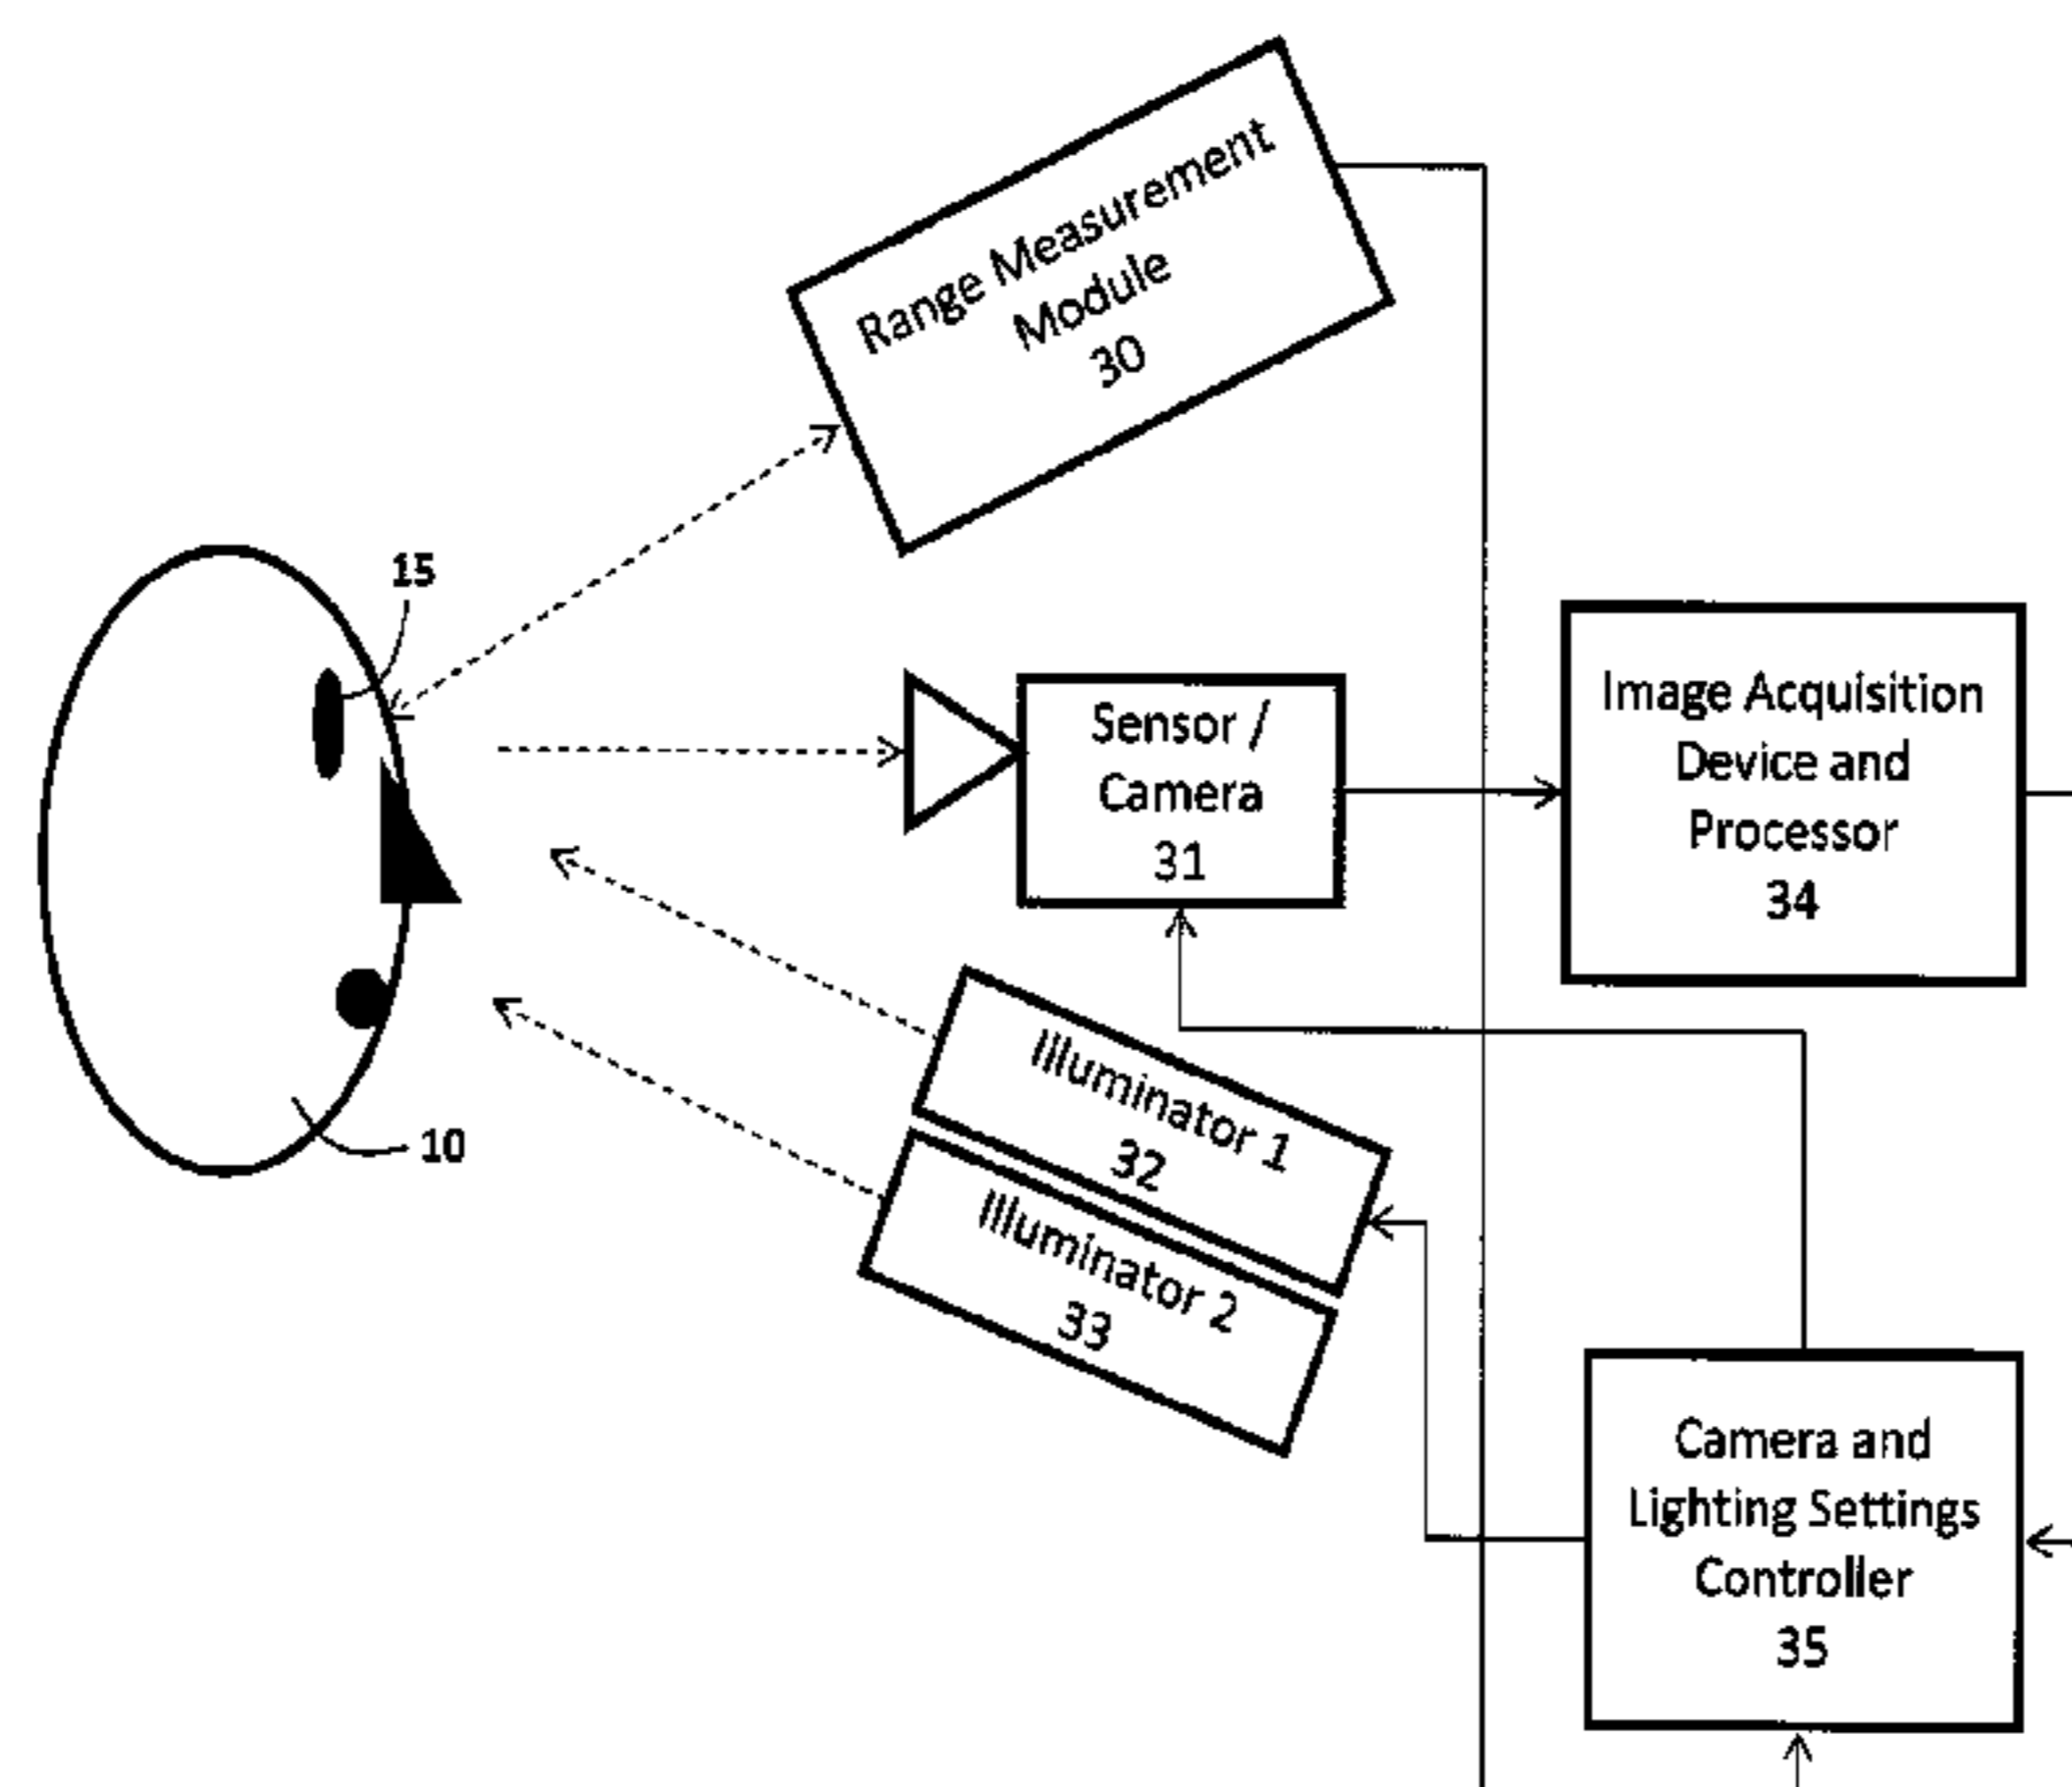 Range Measurement
Module
30
15
Sensor /
Camera
31
Image Acquisition
Device and
Processor
34
Illuminator 1
32
Illuminator 2
33
10
Camera and
Lighting Settings
Controller
35